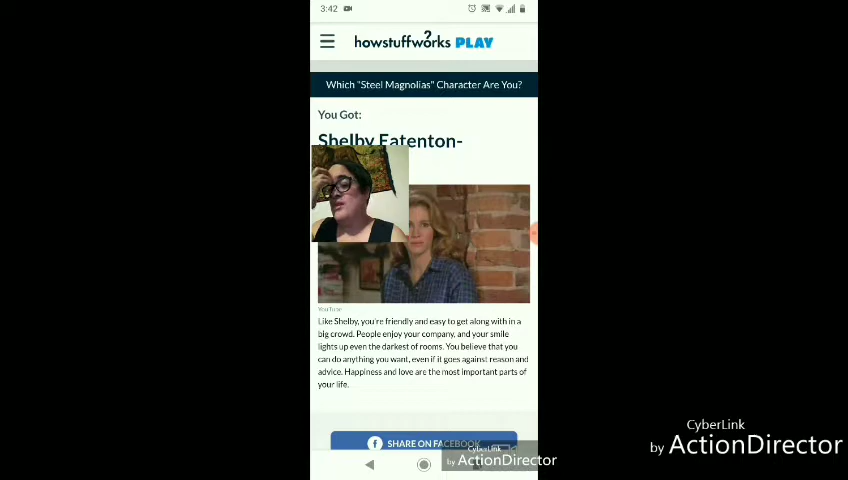 3:42
howstuffworks PLAY
Which "Steel Magnolias" Character Are You?
You Got:
Shelby Eatenton-
YouTube
Like Shelby, you're friendly and easy to get along with in a
big crowd. People enjoy your company, and your smile
lights up even the darkest of rooms. You believe that you
can do anything you want, even if it goes against reason and
advice. Happiness and love are the most important parts of
your life.
f SHARE ON FACEBOOK
CyberLink
by ActionDirector
CyberLink
by ActionDirector